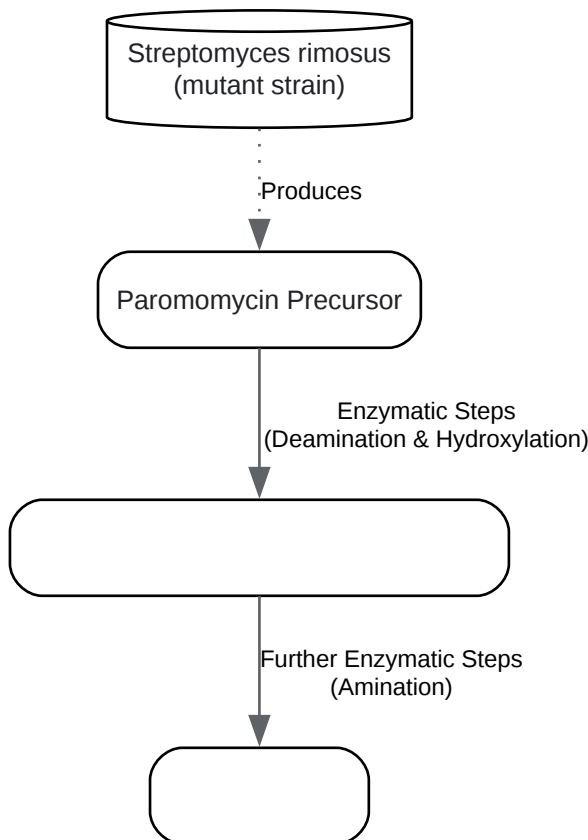 Streptomyces rimosus
(mutant strain)
Produces
Paromomycin Precursor
Enzymatic Steps
(Deamination & Hydroxylation)
Further Enzymatic Steps
(Amination)